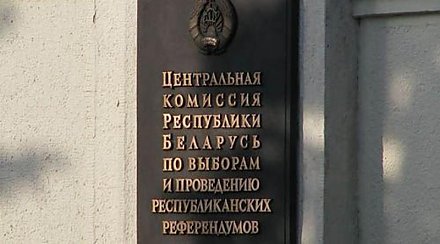 ЦЕНТРАЛЬНАЯ
КОМИССИЯ
РЕСПУБЛИКИ
БЕЛАРУСЬ
ПО ВЫБОРАМ
И ПРОВЕДЕНИЮ
РЕСПУБЛИКАНСКИХ
РЕФЕРЕНДУМОВ